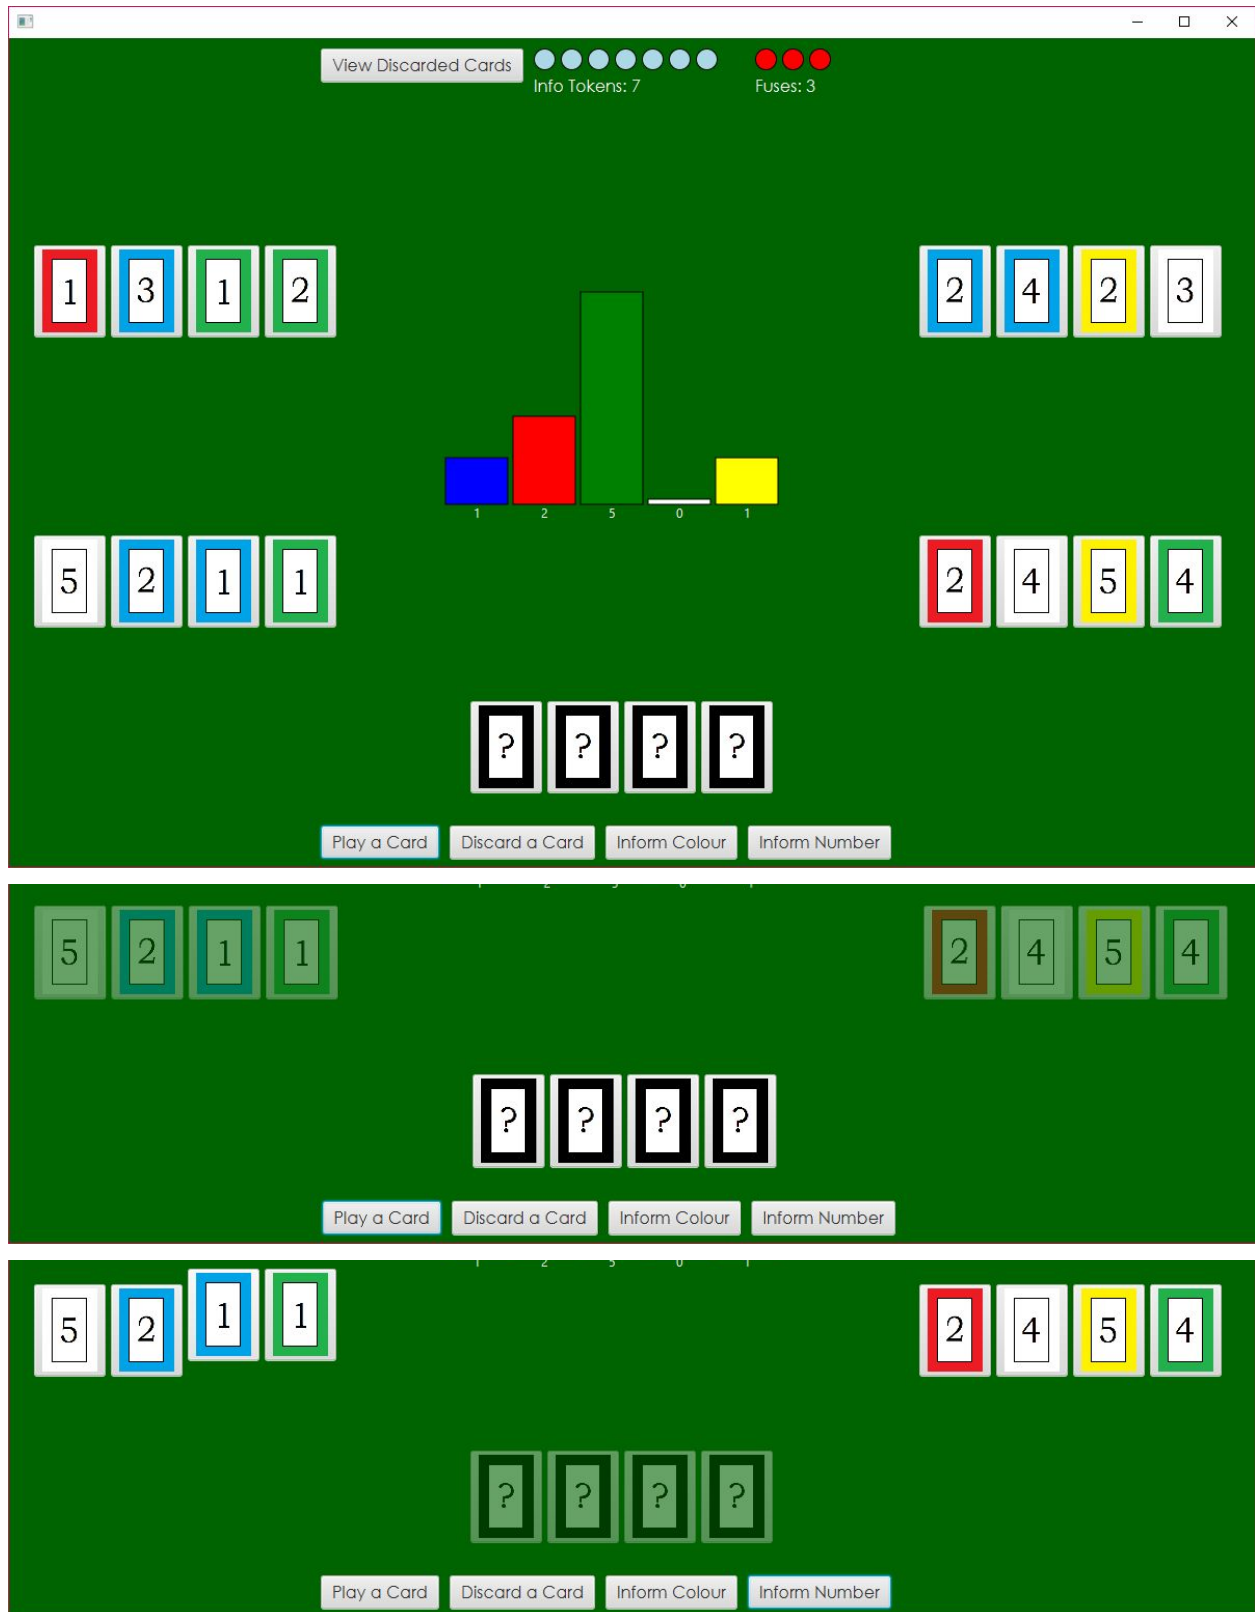 View Discarded Cards
Info Tokens: 7
Fuses: 3
1 3 1 2
2 4 2 3
1 2 5 0 1
5 2 1 1
2 4 5 4
? ? ? ?
Play a Card
Discard a Card
Inform Colour
Inform Number
5 2 1 1
2 4 5 4
? ? ? ?
Play a Card
Discard a Card
Inform Colour
Inform Number
5 2 1 1
2 4 5 4
? ? ? ?
Play a Card
Discard a Card
Inform Colour
Inform Number